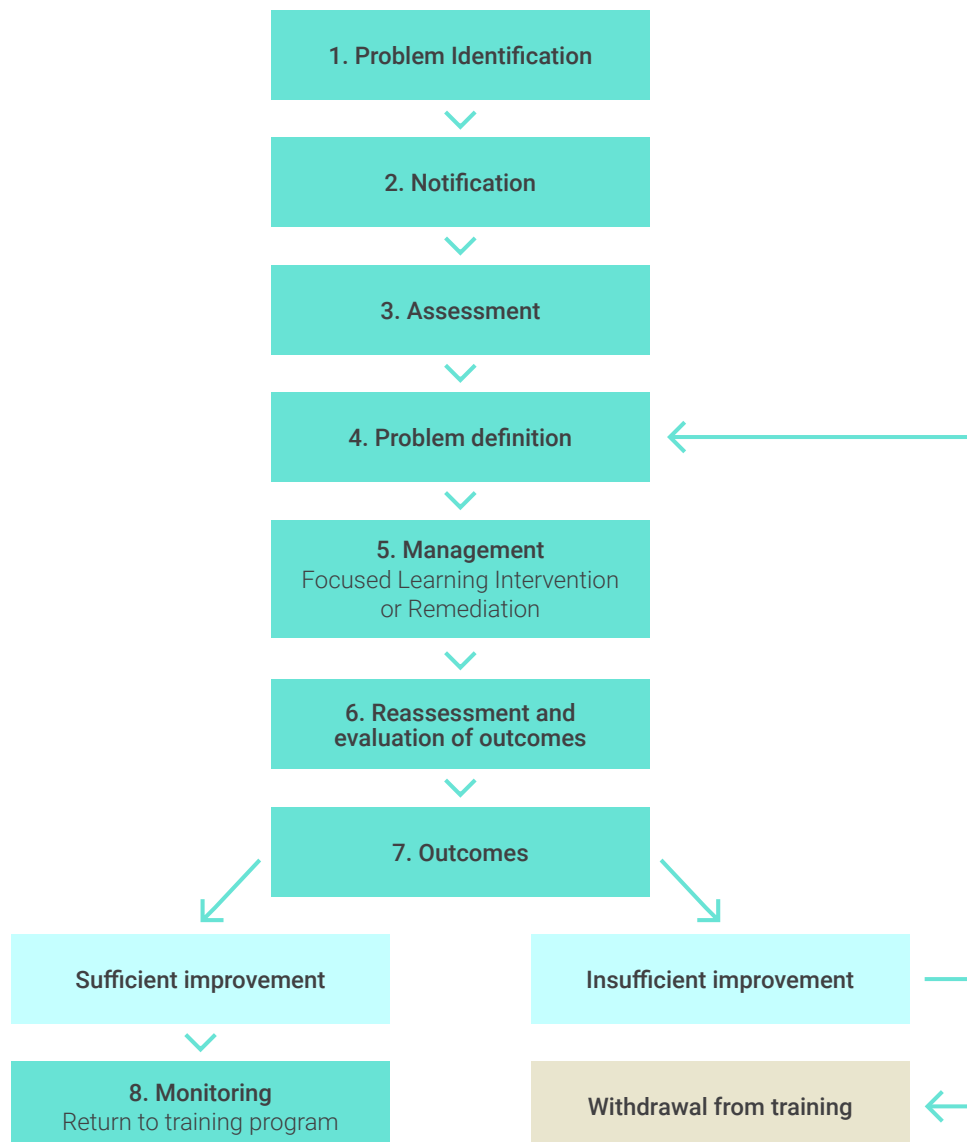 1. Problem Identification
2. Notification
3. Assessment
4. Problem definition
5. Management
Focused Learning Intervention
or Remediation
6. Reassessment and
evaluation of outcomes
7. Outcomes
Sufficient improvement
Insufficient improvement
8. Monitoring
Return to training program
Withdrawal from training